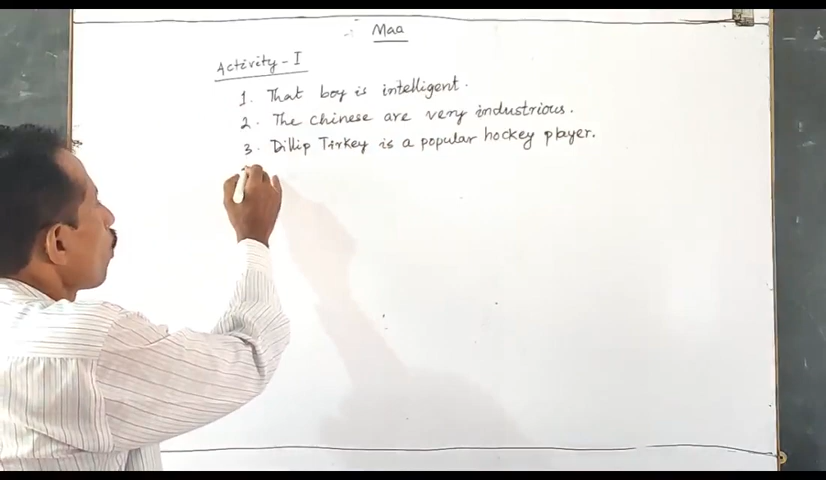 Maa
Activity - I
1. That boy is intelligent.
2. The Chinese are very industrious.
3. Dillip Tirkey is a popular hockey player.